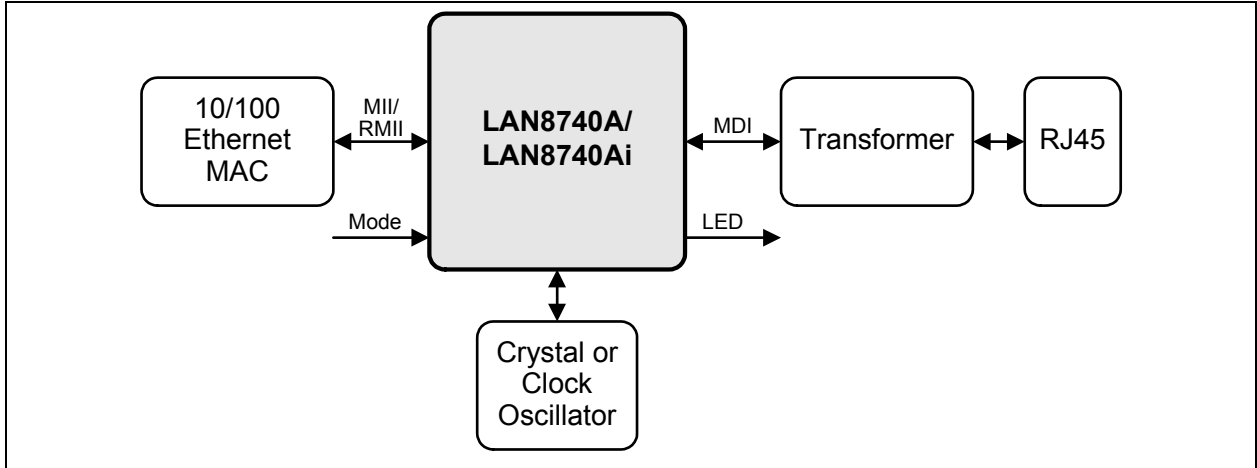 10/100
Ethernet
MAC
MII/
RMII
LAN8740A/
LAN8740Ai
MDI
Transformer
RJ45
Mode
LED
Crystal or
Clock
Oscillator